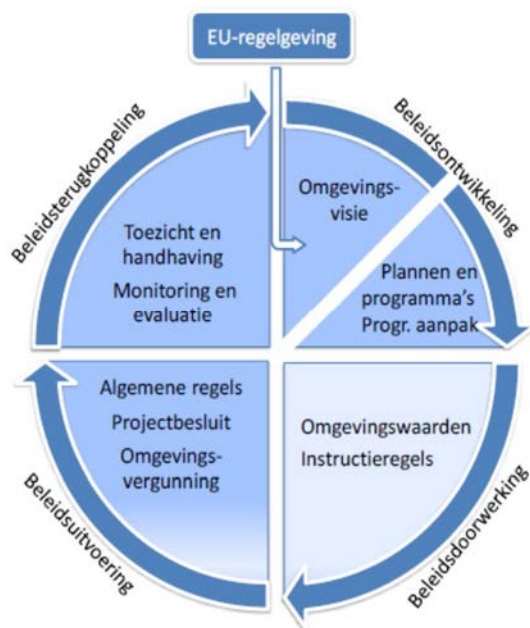 EU-regelgeving
Beleidsontwikkeling
Omgevings-
visie
Plannen en
programma's
Progr. aanpak
Omgevingswaarden
Instructieregels
Beleidsdoorwerking
Algemene regels
Projectbesluit
Omgevings-
vergunning
Beleidsuitvoering
Toezicht en
handhaving
Monitoring en
evaluatie
Beleidsterugkoppeling